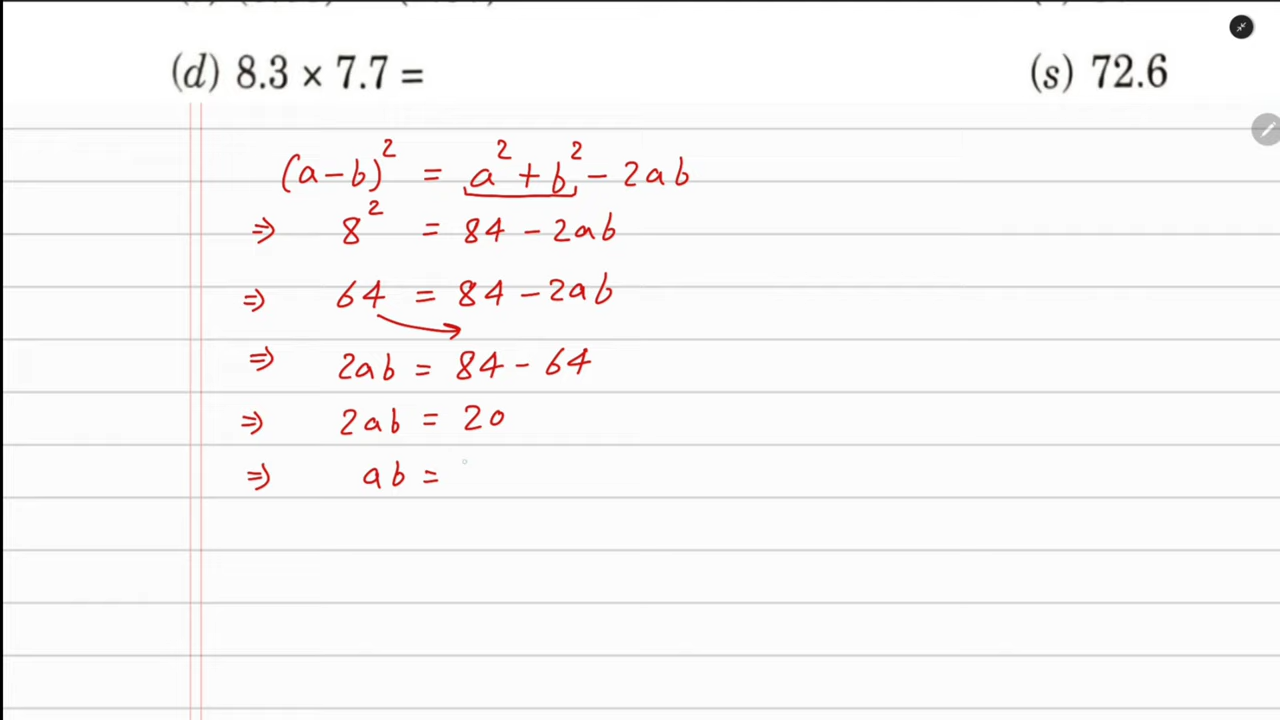 (d) 8.3 × 7.7 = (s) 72.6
(a-b)² = a² + b² - 2ab
⇒ 8² = 84 - 2ab
⇒ 64 = 84 - 2ab
⇒ 2ab = 84 - 64
⇒ 2ab = 20
⇒ ab =